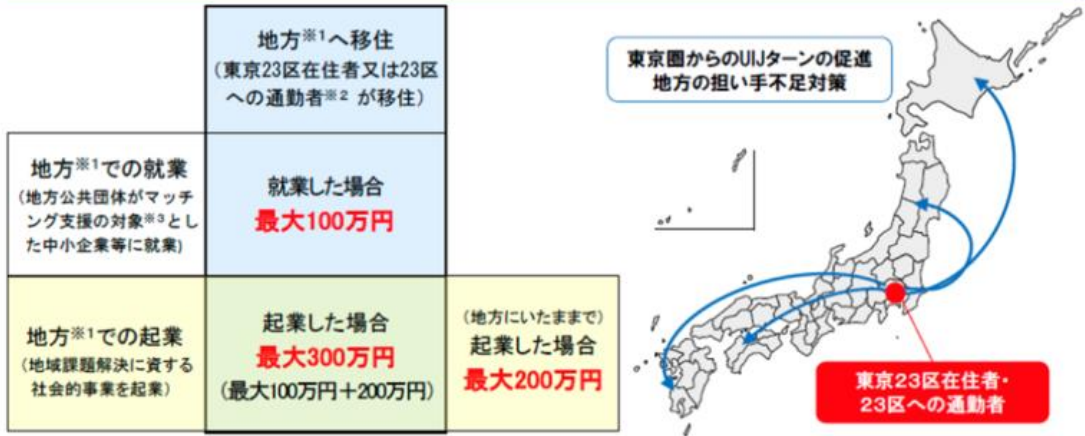 地方※1へ移住
（東京23区在住者又は23区
への通勤者※2 が移住）
地方※1での就業
（地方公共団体がマッチ
ング支援の対象※3とし
た中小企業等に就業)
就業した場合
最大100万円
地方※1での起業
（地域課題解決に資する
社会的事業を起業）
起業した場合
最大300万円
（最大100万円＋200万円）
（地方にいたままで）
起業した場合
最大200万円
東京圏からのUIJターンの促進
地方の担い手不足対策
東京23区在住者・
23区への通勤者